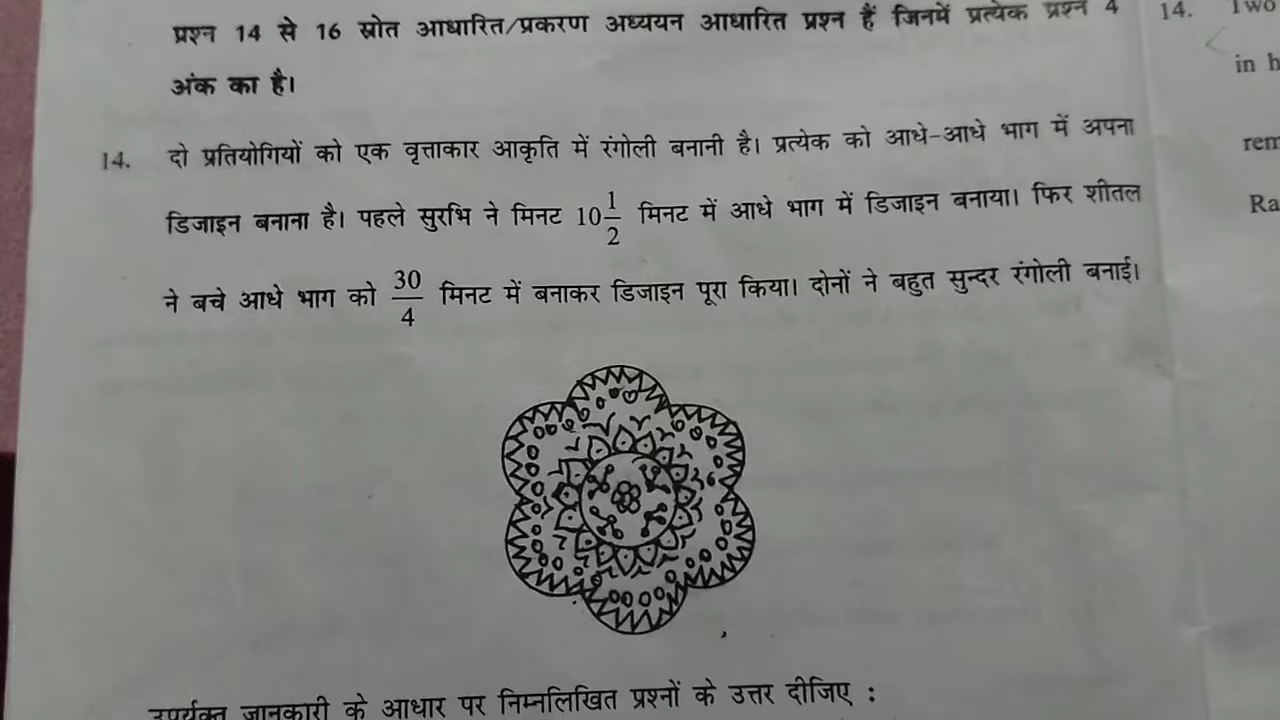 प्रश्न 14 से 16 स्रोत आधारित/प्रकरण अध्ययन आधारित प्रश्न हैं जिनमें प्रत्येक प्रश्न 4
अंक का है।
14. दो प्रतियोगियों को एक वृत्ताकार आकृति में रंगोली बनानी है। प्रत्येक को आधे-आधे भाग में अपना
डिजाइन बनाना है। पहले सुरभि ने मिनट 10 1/2 मिनट में आधे भाग में डिजाइन बनाया। फिर शीतल
ने बचे आधे भाग को 30/4 मिनट में बनाकर डिजाइन पूरा किया। दोनों ने बहुत सुन्दर रंगोली बनाई।
उपर्युक्त जानकारी के आधार पर निम्नलिखित प्रश्नों के उत्तर दीजिए :
14. Two
in h
rem
Ra